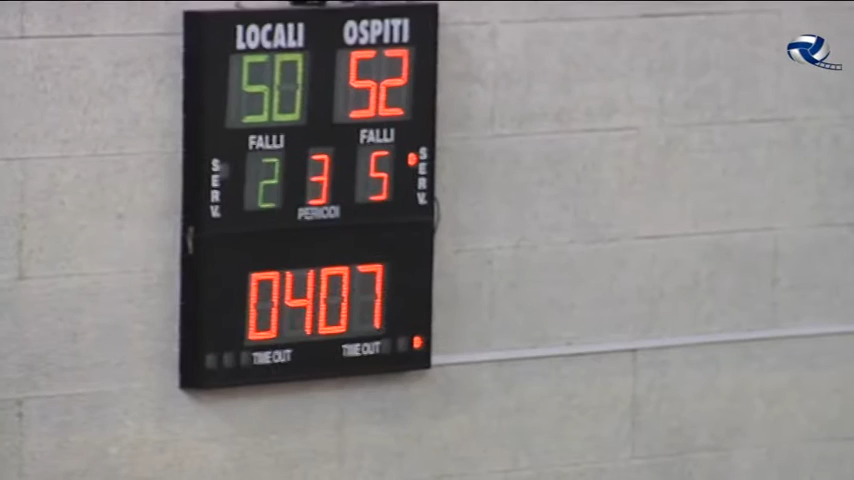 LOCALI OSPITI
50 52
FALLI FALLI
SERV. 2 3 5 SERV.
PERIODI
0407
TIME OUT TIME OUT